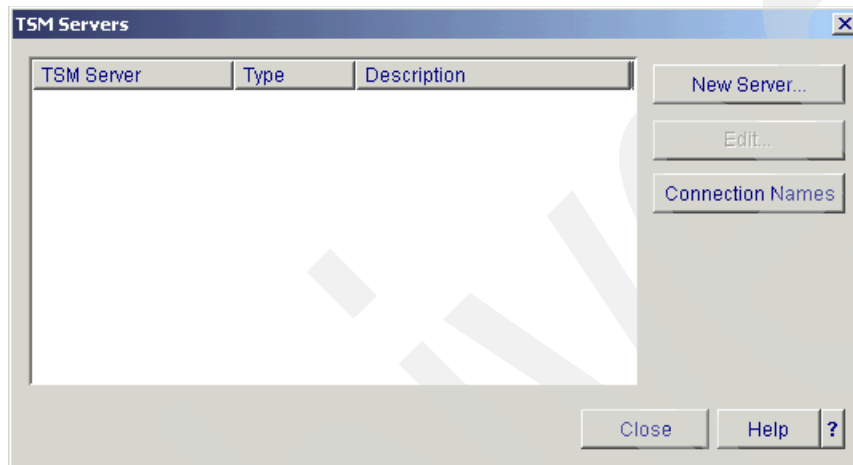 TSM Servers
TSM Server Type Description
New Server...
Edit...
Connection Names
Close Help ?